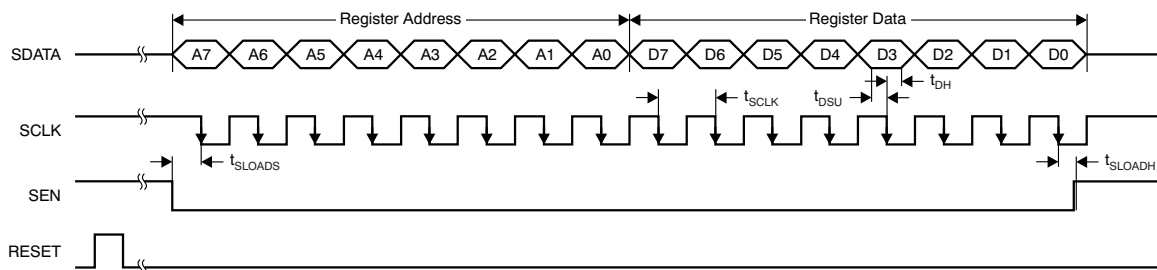 Register Address Register Data
SDATA A7 A6 A5 A4 A3 A2 A1 A0 D7 D6 D5 D4 D3 D2 D1 D0
tDH
tSCLK tDSU
SCLK
tSLOADS tSLOADH
SEN
RESET